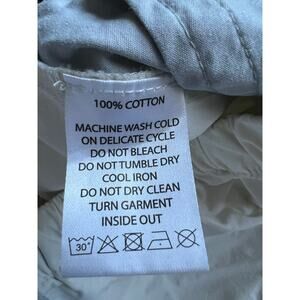 100% COTTON
MACHINE WASH COLD
ON DELICATE CYCLE
DO NOT BLEACH
DO NOT TUMBLE DRY
COOL IRON
DO NOT DRY CLEAN
TURN GARMENT
INSIDE OUT
30°